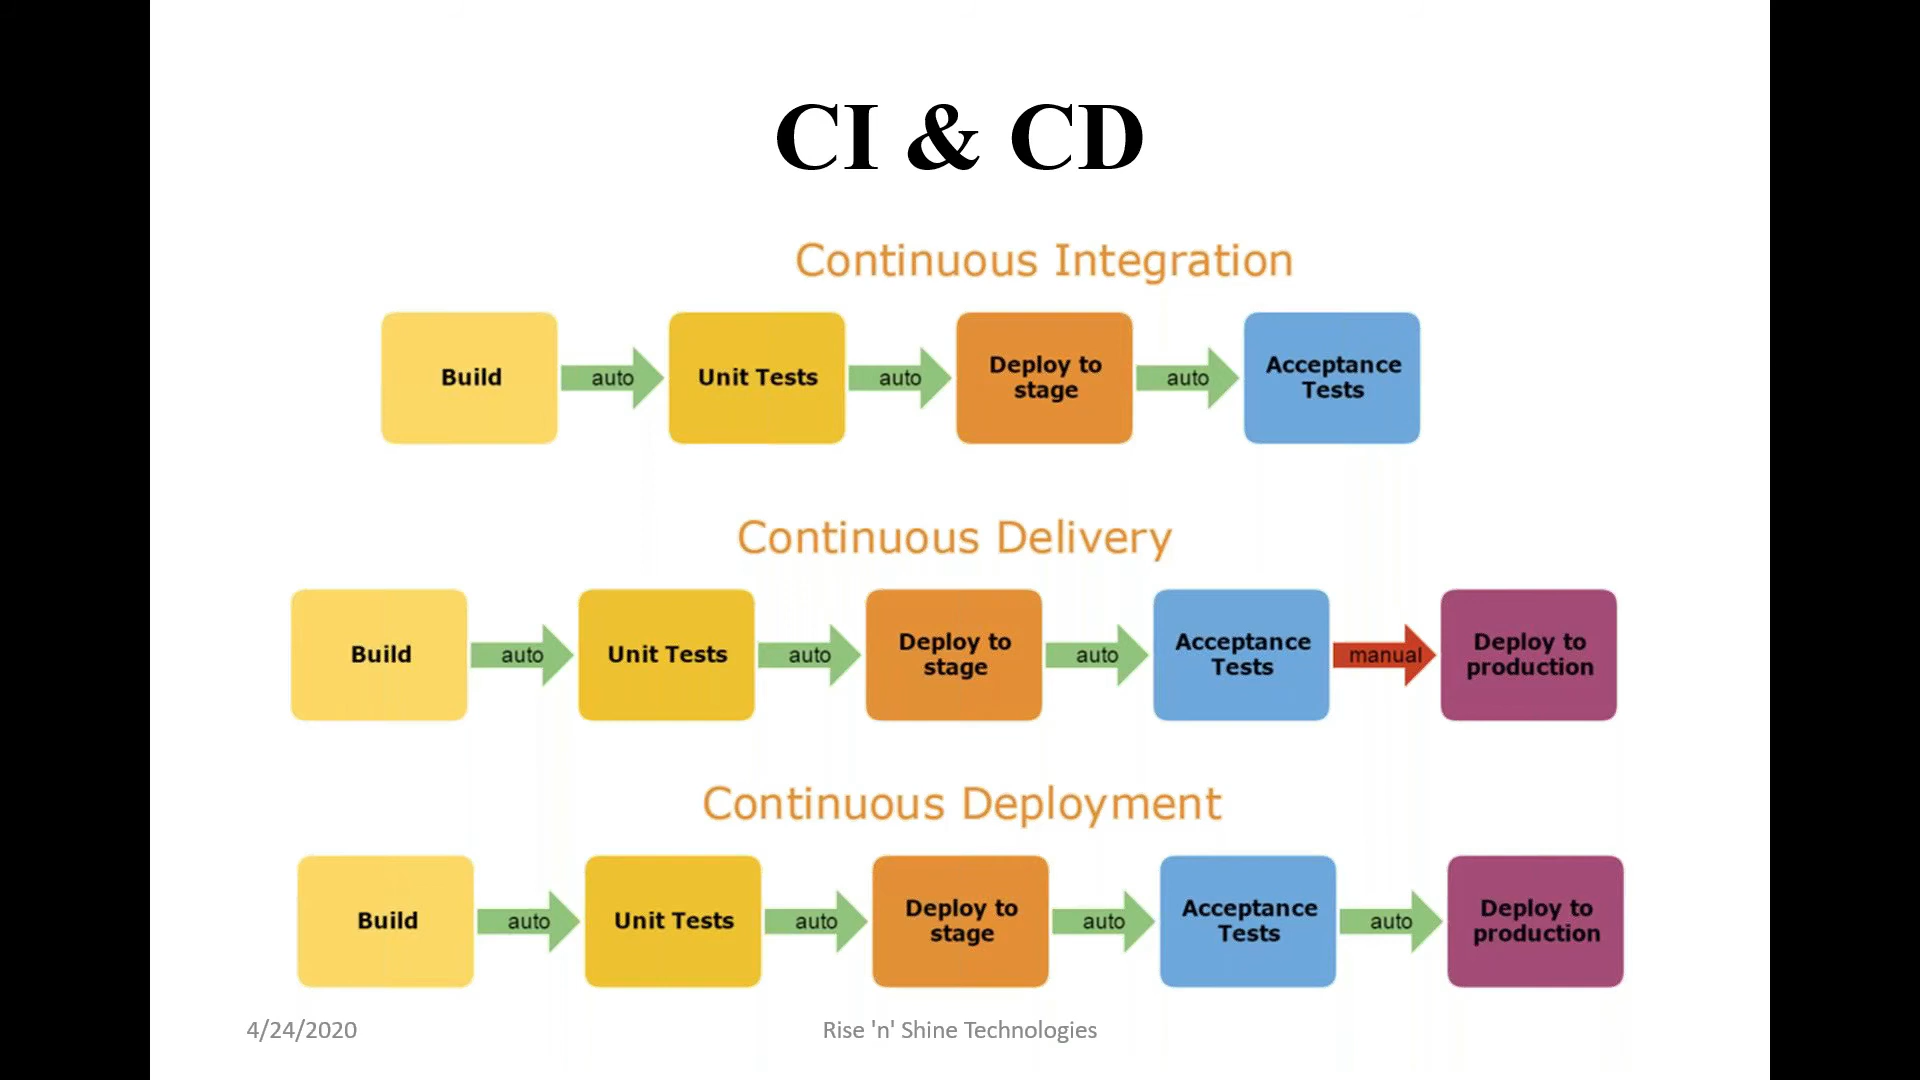 CI & CD
Continuous Integration
Build
auto
Unit Tests
auto
Deploy to
stage
auto
Acceptance
Tests
Continuous Delivery
Build
auto
Unit Tests
auto
Deploy to
stage
auto
Acceptance
Tests
manual
Deploy to
production
Continuous Deployment
Build
auto
Unit Tests
auto
Deploy to
stage
auto
Acceptance
Tests
auto
Deploy to
production
4/24/2020
Rise 'n' Shine Technologies